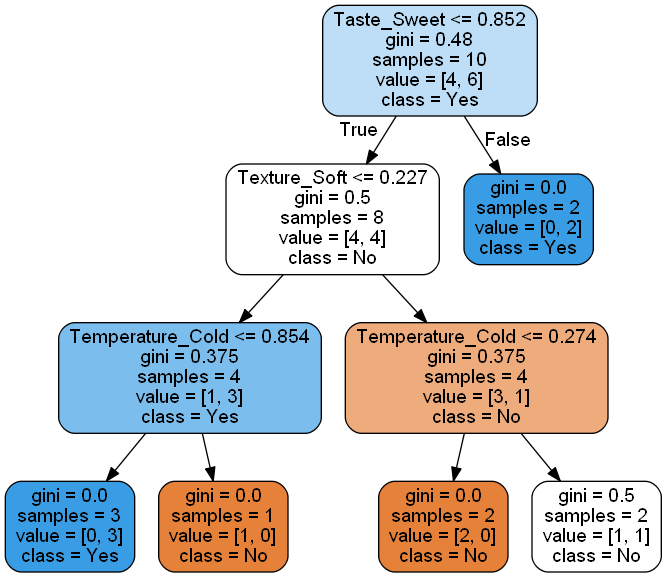 Taste_Sweet <= 0.852
gini = 0.48
samples = 10
value = [4, 6]
class = Yes
True
False
Texture_Soft <= 0.227
gini = 0.5
samples = 8
value = [4, 4]
class = No
gini = 0.0
samples = 2
value = [0, 2]
class = Yes
Temperature_Cold <= 0.854
gini = 0.375
samples = 4
value = [1, 3]
class = Yes
Temperature_Cold <= 0.274
gini = 0.375
samples = 4
value = [3, 1]
class = No
gini = 0.0
samples = 3
value = [0, 3]
class = Yes
gini = 0.0
samples = 1
value = [1, 0]
class = No
gini = 0.0
samples = 2
value = [2, 0]
class = No
gini = 0.5
samples = 2
value = [1, 1]
class = No